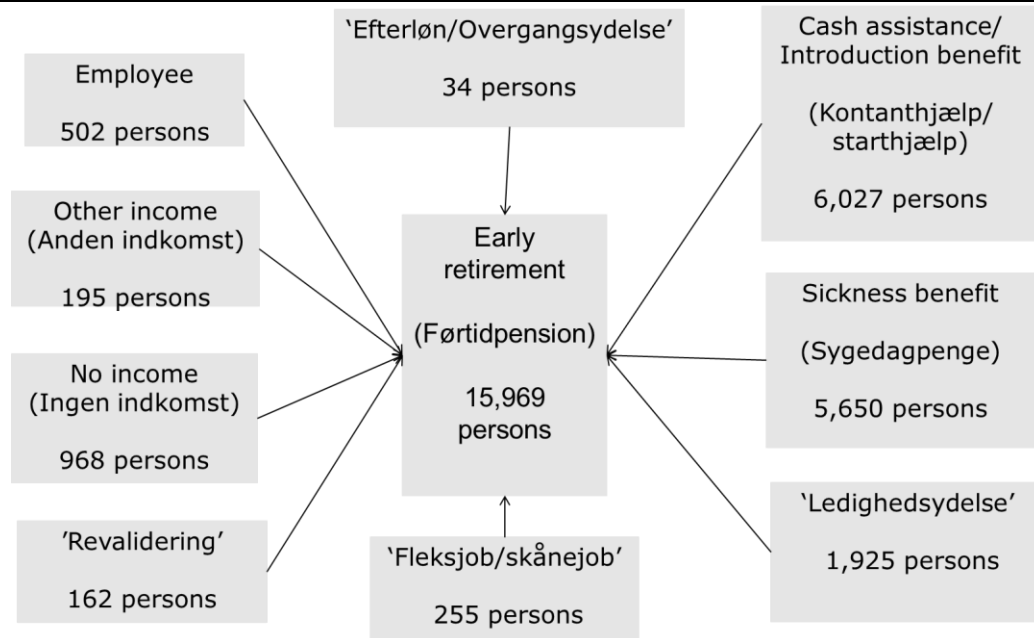 Employee
502 persons
Other income
(Anden indkomst)
195 persons
No income
(Ingen indkomst)
968 persons
’Revalidering’
162 persons
‘Efterløn/Overgangsydelse’
34 persons
Early
retirement
(Førtidpension)
15,969
persons
‘Fleksjob/skånejob’
255 persons
Cash assistance/
Introduction benefit
(Kontanthjælp/
starthjælp)
6,027 persons
Sickness benefit
(Sygedagpenge)
5,650 persons
‘Ledighedsydelse’
1,925 persons